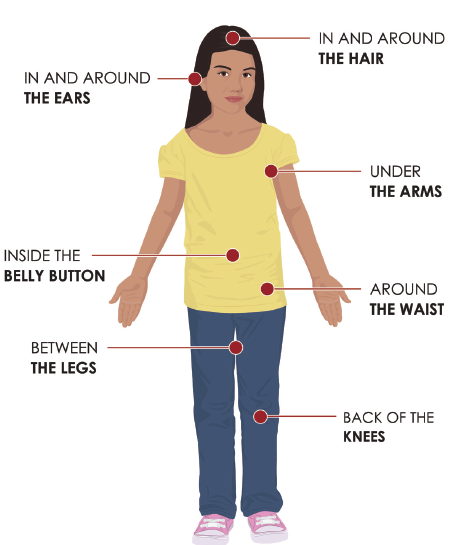 IN AND AROUND
THE HAIR
IN AND AROUND
THE EARS
UNDER
THE ARMS
INSIDE THE
BELLY BUTTON
AROUND
THE WAIST
BETWEEN
THE LEGS
BACK OF THE
KNEES